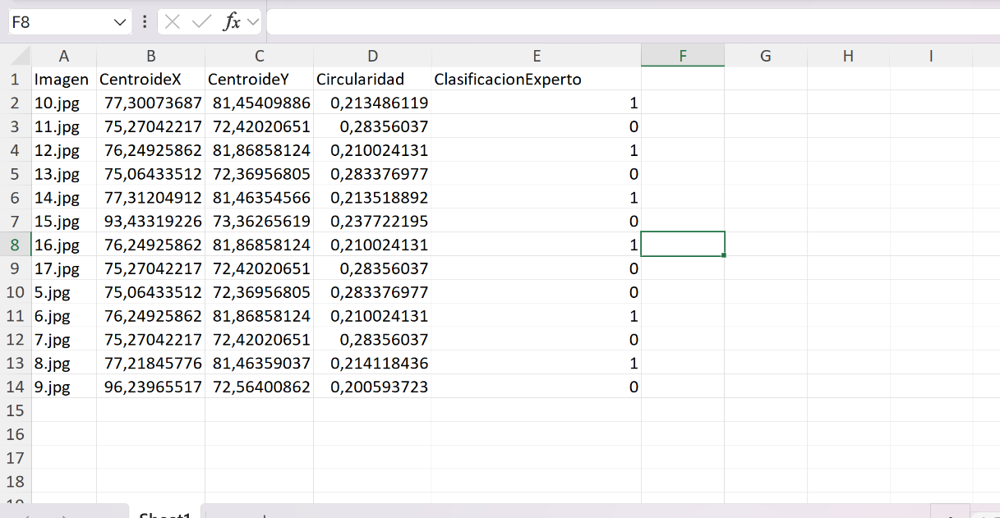 F8 fx
A B C D E F G H I
1 Imagen CentroideX CentroideY Circularidad ClasificacionExperto
2 10.jpg 77,30073687 81,45409886 0,213486119 1
3 11.jpg 75,27042217 72,42020651 0,28356037 0
4 12.jpg 76,24925862 81,86858124 0,210024131 1
5 13.jpg 75,06433512 72,36956805 0,283376977 0
6 14.jpg 77,31204912 81,46354566 0,213518892 1
7 15.jpg 93,43319226 73,36265619 0,237722195 0
8 16.jpg 76,24925862 81,86858124 0,210024131 1
9 17.jpg 75,27042217 72,42020651 0,28356037 0
10 5.jpg 75,06433512 72,36956805 0,283376977 0
11 6.jpg 76,24925862 81,86858124 0,210024131 1
12 7.jpg 75,27042217 72,42020651 0,28356037 0
13 8.jpg 77,21845776 81,46359037 0,214118436 1
14 9.jpg 96,23965517 72,56400862 0,200593723 0
15
16
17
18
19
Sheet1